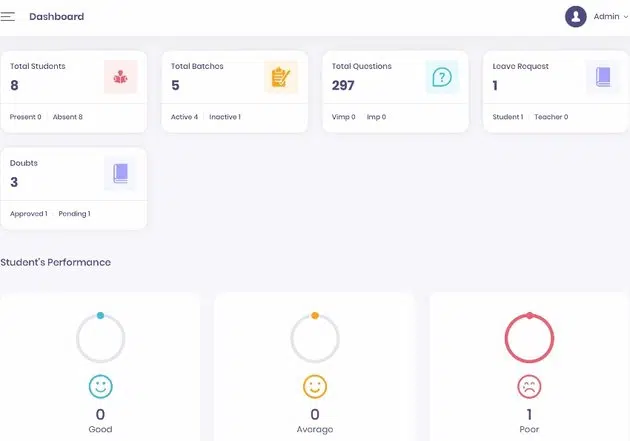 Dashboard
Admin
Total Students
8
Present 0 Absent 8
Total Batches
5
Active 4 Inactive 1
Total Questions
297
Vimp 0 Imp 0
Leave Request
1
Student 1 Teacher 0
Doubts
3
Approved 1 Pending 1
Student's Performance
0
Good
0
Average
1
Poor